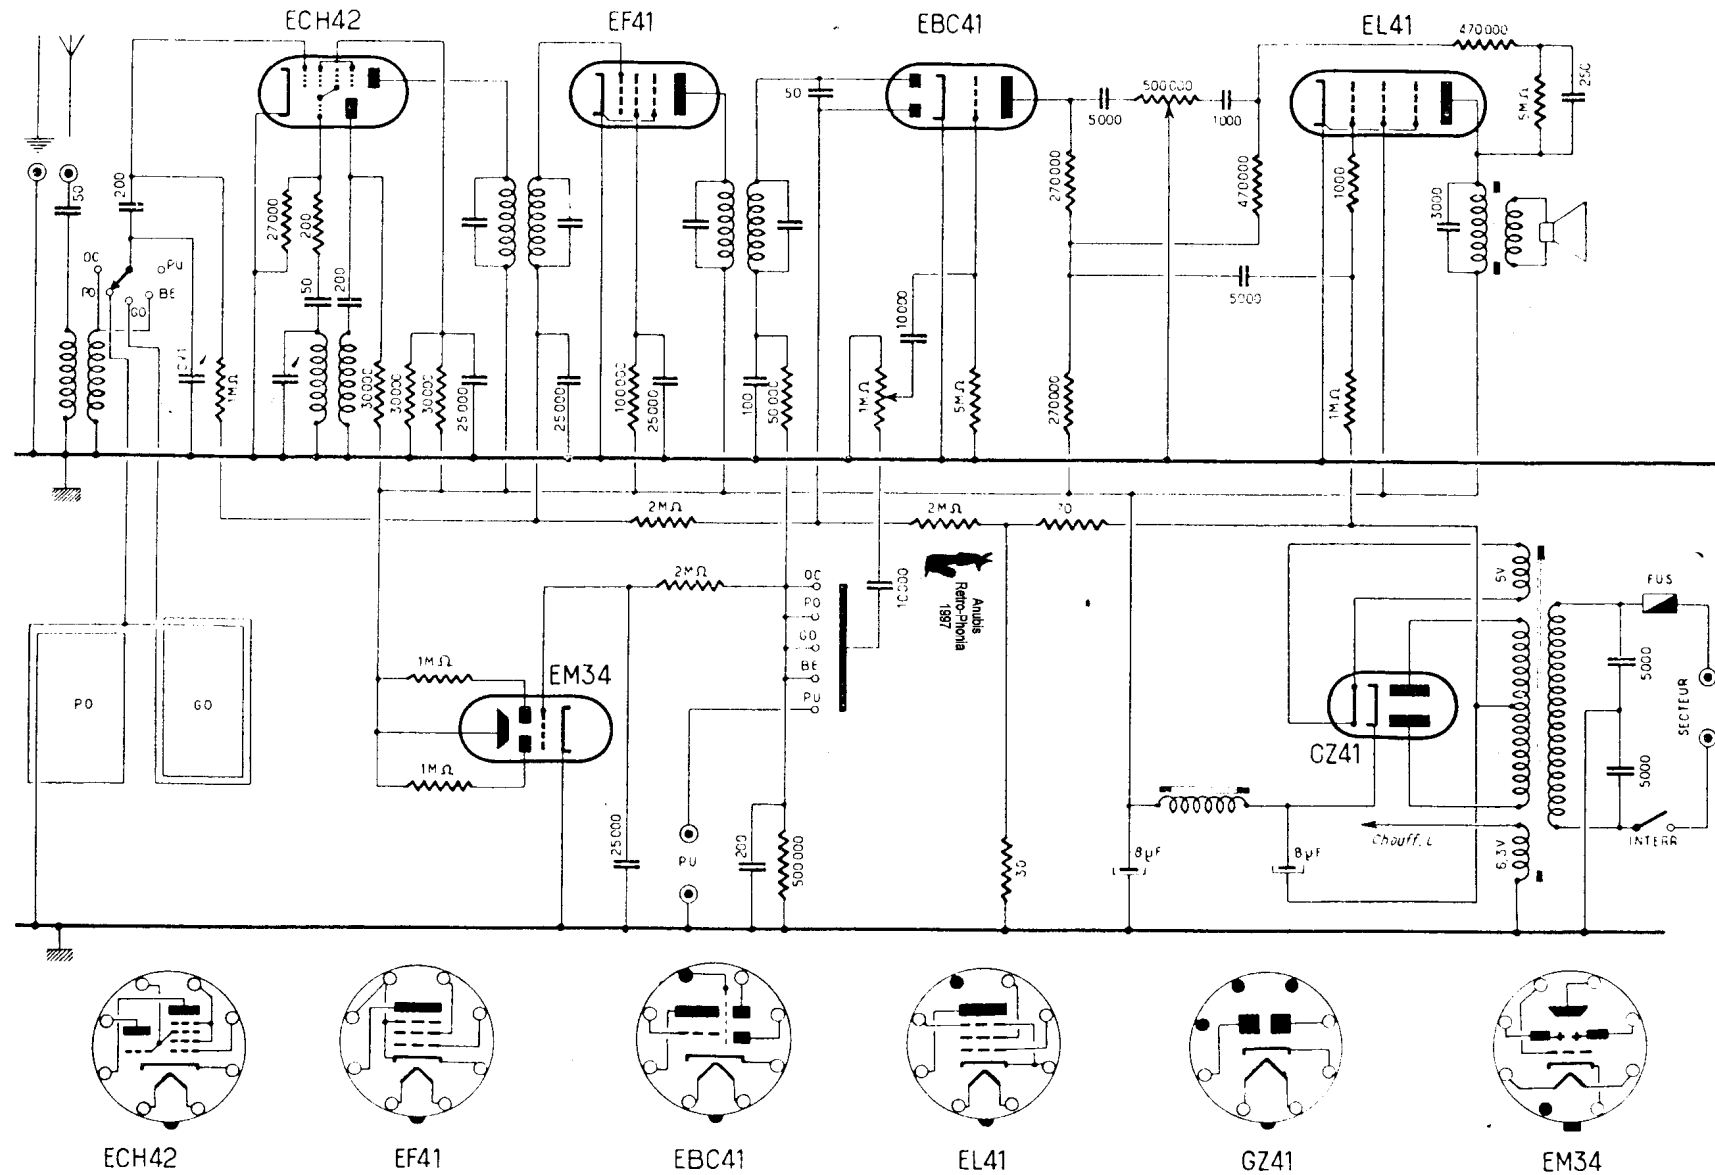 ECH42
EF41
EBC41
EL41
470000
250
5MΩ
50
200
50
5000
500000
1000
27000
200
270000
470000
1000
3000
OC
PU
PO
BE
GO
50
200
10000
5000
CV1
1MΩ
30000
30000
30000
25000
25000
100000
25000
100
50000
1MΩ
5MΩ
270000
1MΩ
2MΩ
2MΩ
70
2MΩ
OC
PO
GO
BE
PU
10000
Anubis
Retro-Phonia
1997
5V
FUS
PO
GO
1MΩ
EM34
1MΩ
GZ41
5000
5000
SECTEUR
25000
PU
200
500000
30
8µF
8µF
Chauff. L
6,3V
INTERR
ECH42
EF41
EBC41
EL41
GZ41
EM34